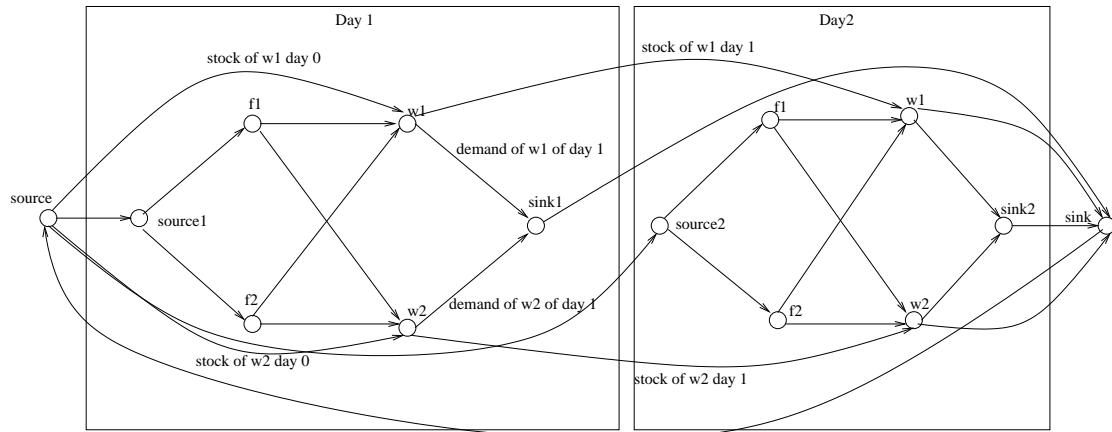 Day 1
Day2
stock of w1 day 0
stock of w1 day 1
f1
w1
f1
w1
demand of w1 of day 1
source
source1
sink1
source2
sink2
sink
f2
w2
demand of w2 of day 1
f2
w2
stock of w2 day 0
stock of w2 day 1